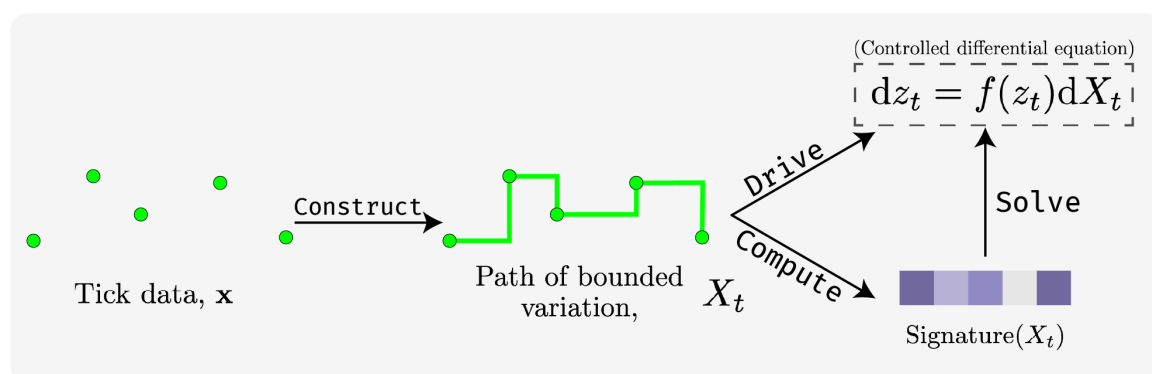 (Controlled differential equation)
dz_t = f(z_t)dX_t
Drive
Construct
Solve
Compute
Tick data, x
Path of bounded
variation,
X_t
Signature(X_t)